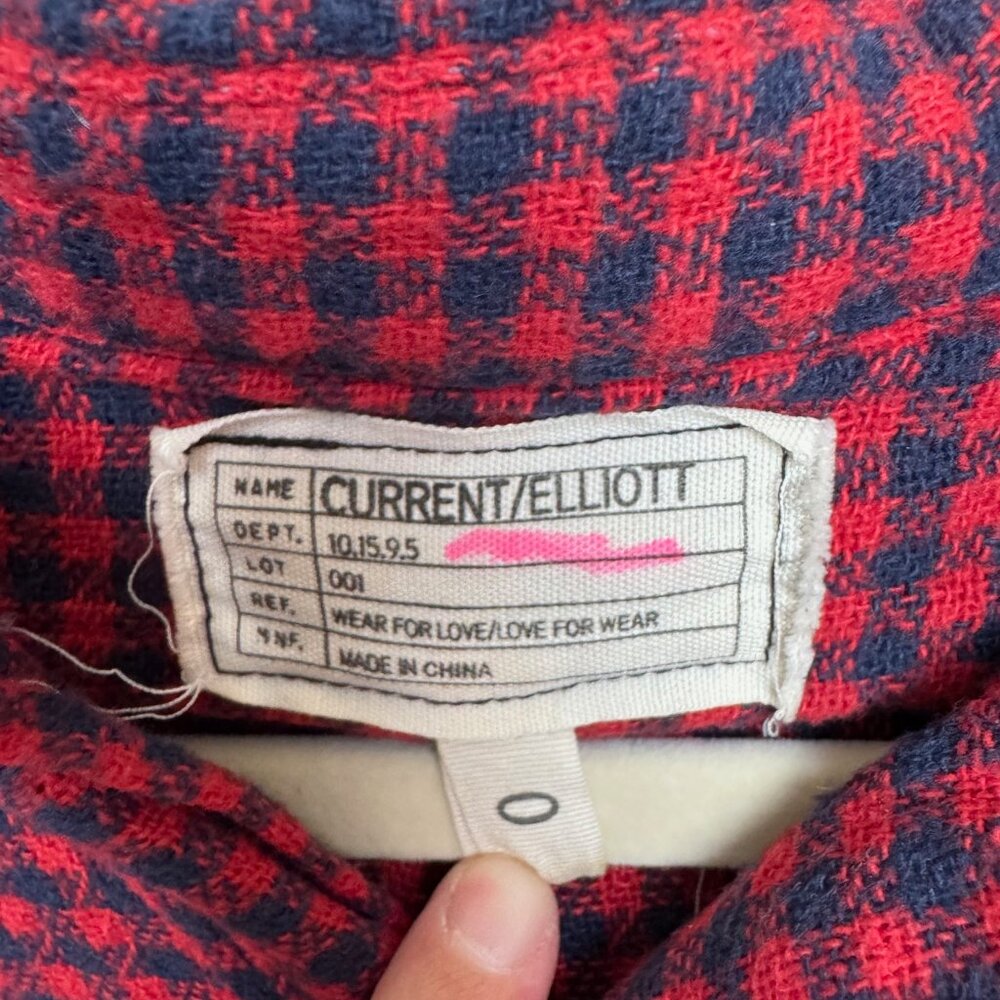 NAME CURRENT/ELLIOTT
DEPT. 10.15.9.5
LOT 001
REF. WEAR FOR LOVE/LOVE FOR WEAR
MNF. MADE IN CHINA
0